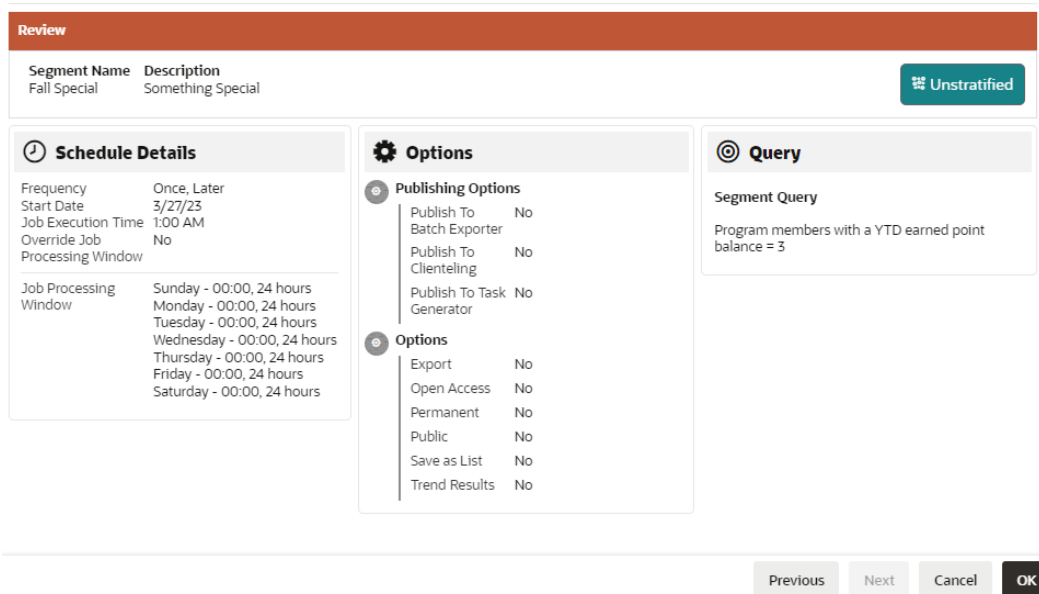 Review
Segment Name Description
Fall Special Something Special
Unstratified
Schedule Details
Frequency Once, Later
Start Date 3/27/23
Job Execution Time 1:00 AM
Override Job No
Processing Window
Job Processing Sunday - 00:00, 24 hours
Window Monday - 00:00, 24 hours
Tuesday - 00:00, 24 hours
Wednesday - 00:00, 24 hours
Thursday - 00:00, 24 hours
Friday - 00:00, 24 hours
Saturday - 00:00, 24 hours
Options
Publishing Options
Publish To No
Batch Exporter
Publish To No
Clienteling
Publish To Task No
Generator
Options
Export No
Open Access No
Permanent No
Public No
Save as List No
Trend Results No
Query
Segment Query
Program members with a YTD earned point
balance = 3
Previous Next Cancel OK